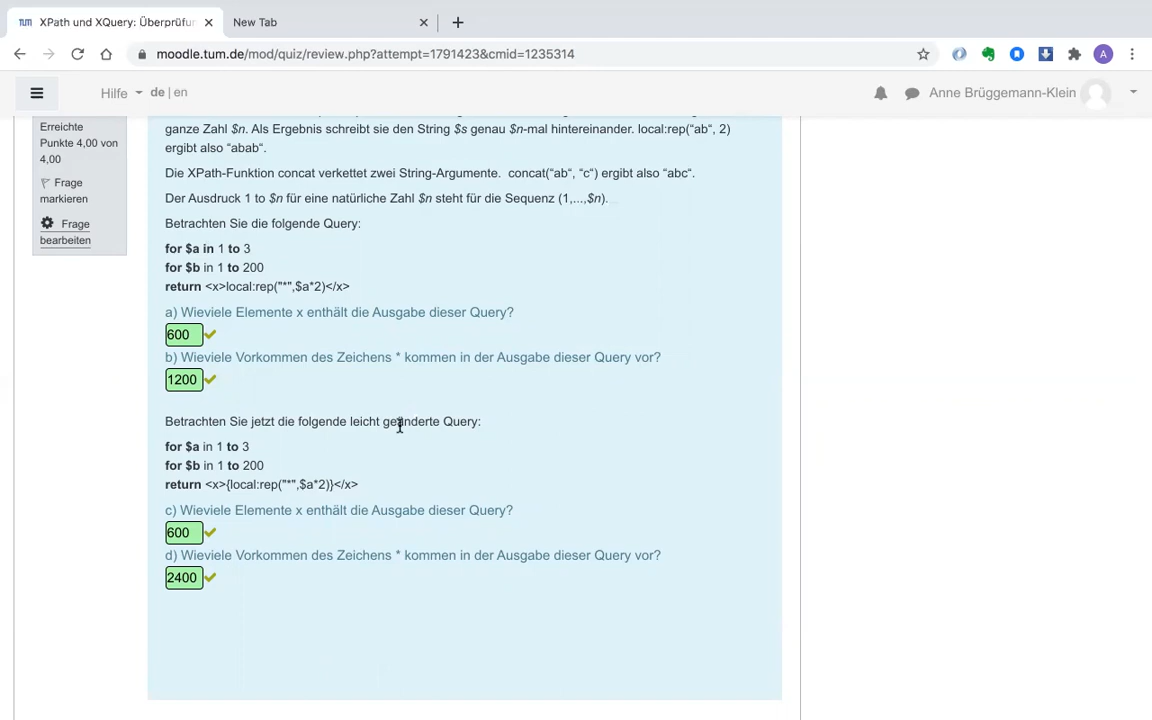 TUM XPath und XQuery: Überprüfun
New Tab
moodle.tum.de/mod/quiz/review.php?attempt=1791423&cmid=1235314
A
Hilfe de | en
Anne Brüggemann-Klein
Erreichte
Punkte 4,00 von
4,00
Frage
markieren
Frage
bearbeiten
ganze Zahl $n. Als Ergebnis schreibt sie den String $s genau $n-mal hintereinander. local:rep(“ab“, 2)
ergibt also “abab“.
Die XPath-Funktion concat verkettet zwei String-Argumente. concat(“ab“, “c“) ergibt also “abc“.
Der Ausdruck 1 to $n für eine natürliche Zahl $n steht für die Sequenz (1,...,$n).
Betrachten Sie die folgende Query:
for $a in 1 to 3
for $b in 1 to 200
return <x>local:rep("*",$a*2)</x>
a) Wieviele Elemente x enthält die Ausgabe dieser Query?
600
b) Wieviele Vorkommen des Zeichens * kommen in der Ausgabe dieser Query vor?
1200
Betrachten Sie jetzt die folgende leicht geänderte Query:
for $a in 1 to 3
for $b in 1 to 200
return <x>{local:rep("*",$a*2)}</x>
c) Wieviele Elemente x enthält die Ausgabe dieser Query?
600
d) Wieviele Vorkommen des Zeichens * kommen in der Ausgabe dieser Query vor?
2400